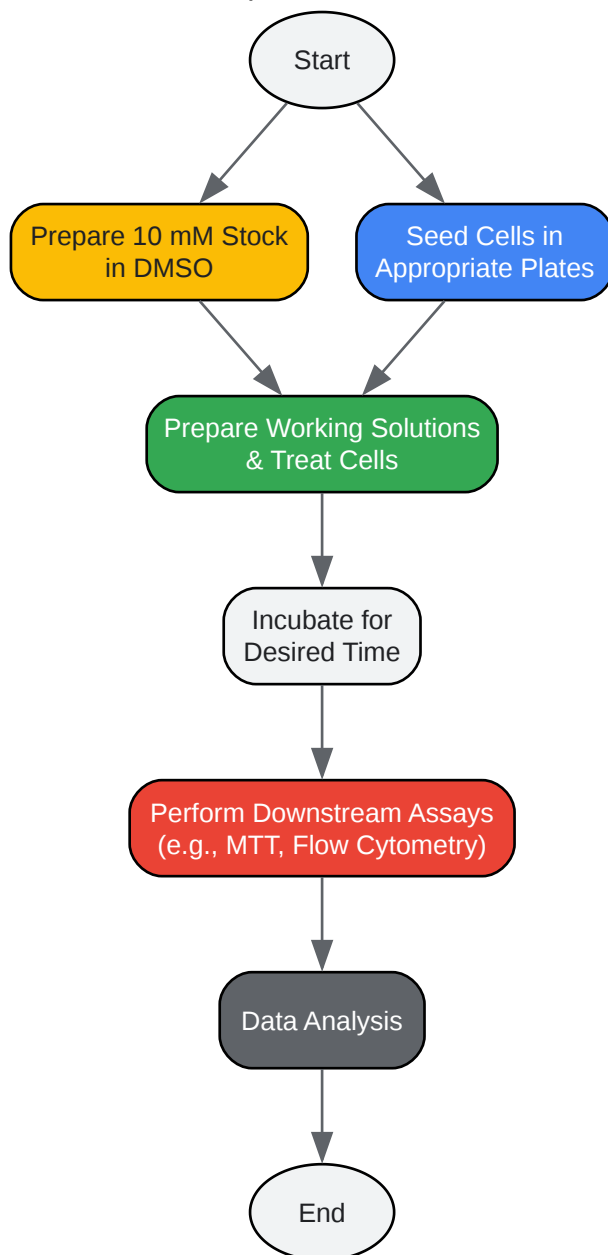 Start
Prepare 10 mM Stock
in DMSO
Seed Cells in
Appropriate Plates
Prepare Working Solutions
& Treat Cells
Incubate for
Desired Time
Perform Downstream Assays
(e.g., MTT, Flow Cytometry)
Data Analysis
End